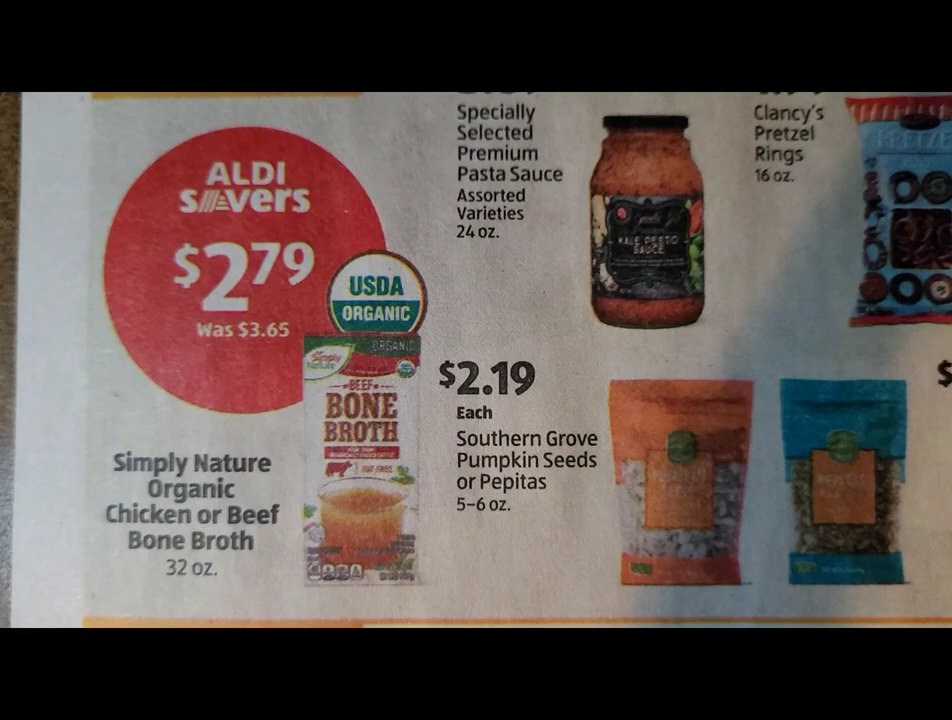 ALDI
savers
$2.79
Was $3.65
USDA
ORGANIC
ORGANIC
Simply
Nature
BEEF
BONE
BROTH
Simply Nature
Organic
Chicken or Beef
Bone Broth
32 oz.
Specially
Selected
Premium
Pasta Sauce
Assorted
Varieties
24 oz.
KALE PESTO
SAUCE
Clancy's
Pretzel
Rings
16 oz.
PRETZE
$2.19
Each
Southern Grove
Pumpkin Seeds
or Pepitas
5-6 oz.
$